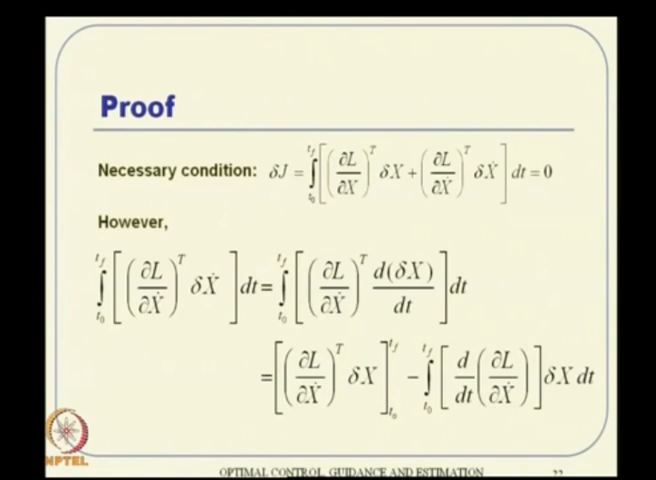 Proof
Necessary condition: δJ = ∫_{t_0}^{t_f} [ (∂L/∂X)^T δX + (∂L/∂Ẋ)^T δẊ ] dt = 0
However,
∫_{t_0}^{t_f} [ (∂L/∂Ẋ)^T δẊ ] dt = ∫_{t_0}^{t_f} [ (∂L/∂Ẋ)^T d(δX)/dt ] dt
= [ (∂L/∂Ẋ)^T δX ]_{t_0}^{t_f} − ∫_{t_0}^{t_f} [ d/dt (∂L/∂Ẋ) ] δX dt
NPTEL
OPTIMAL CONTROL, GUIDANCE AND ESTIMATION